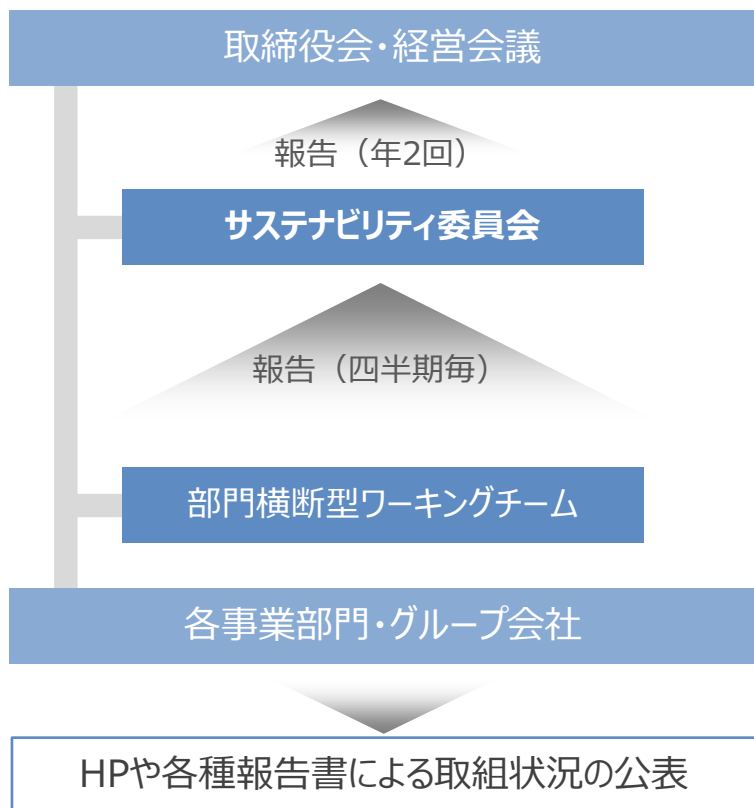 取締役会・経営会議
報告（年2回）
サステナビリティ委員会
報告（四半期毎）
部門横断型ワーキングチーム
各事業部門・グループ会社
HPや各種報告書による取組状況の公表